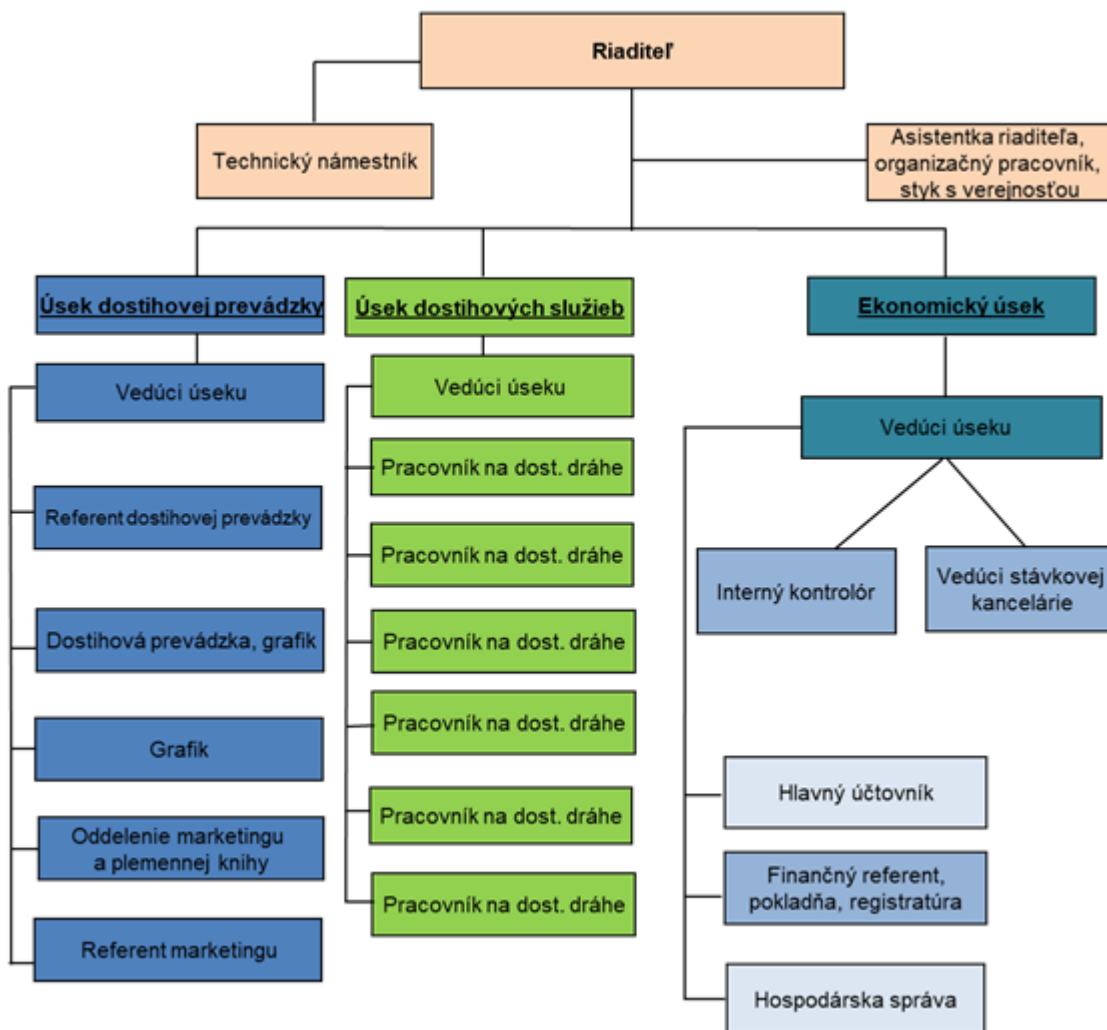 Riaditeľ
Technický námestník
Asistentka riaditeľa,
organizačný pracovník,
styk s verejnosťou
Úsek dostihovej prevádzky
Vedúci úseku
Referent dostihovej prevádzky
Dostihová prevádzka, grafik
Grafik
Oddelenie marketingu
a plemennej knihy
Referent marketingu
Úsek dostihových služieb
Vedúci úseku
Pracovník na dost. dráhe
Pracovník na dost. dráhe
Pracovník na dost. dráhe
Pracovník na dost. dráhe
Pracovník na dost. dráhe
Pracovník na dost. dráhe
Ekonomický úsek
Vedúci úseku
Interný kontrolór
Vedúci stávkovej
kancelárie
Hlavný účtovník
Finančný referent,
pokladňa, registratúra
Hospodárska správa